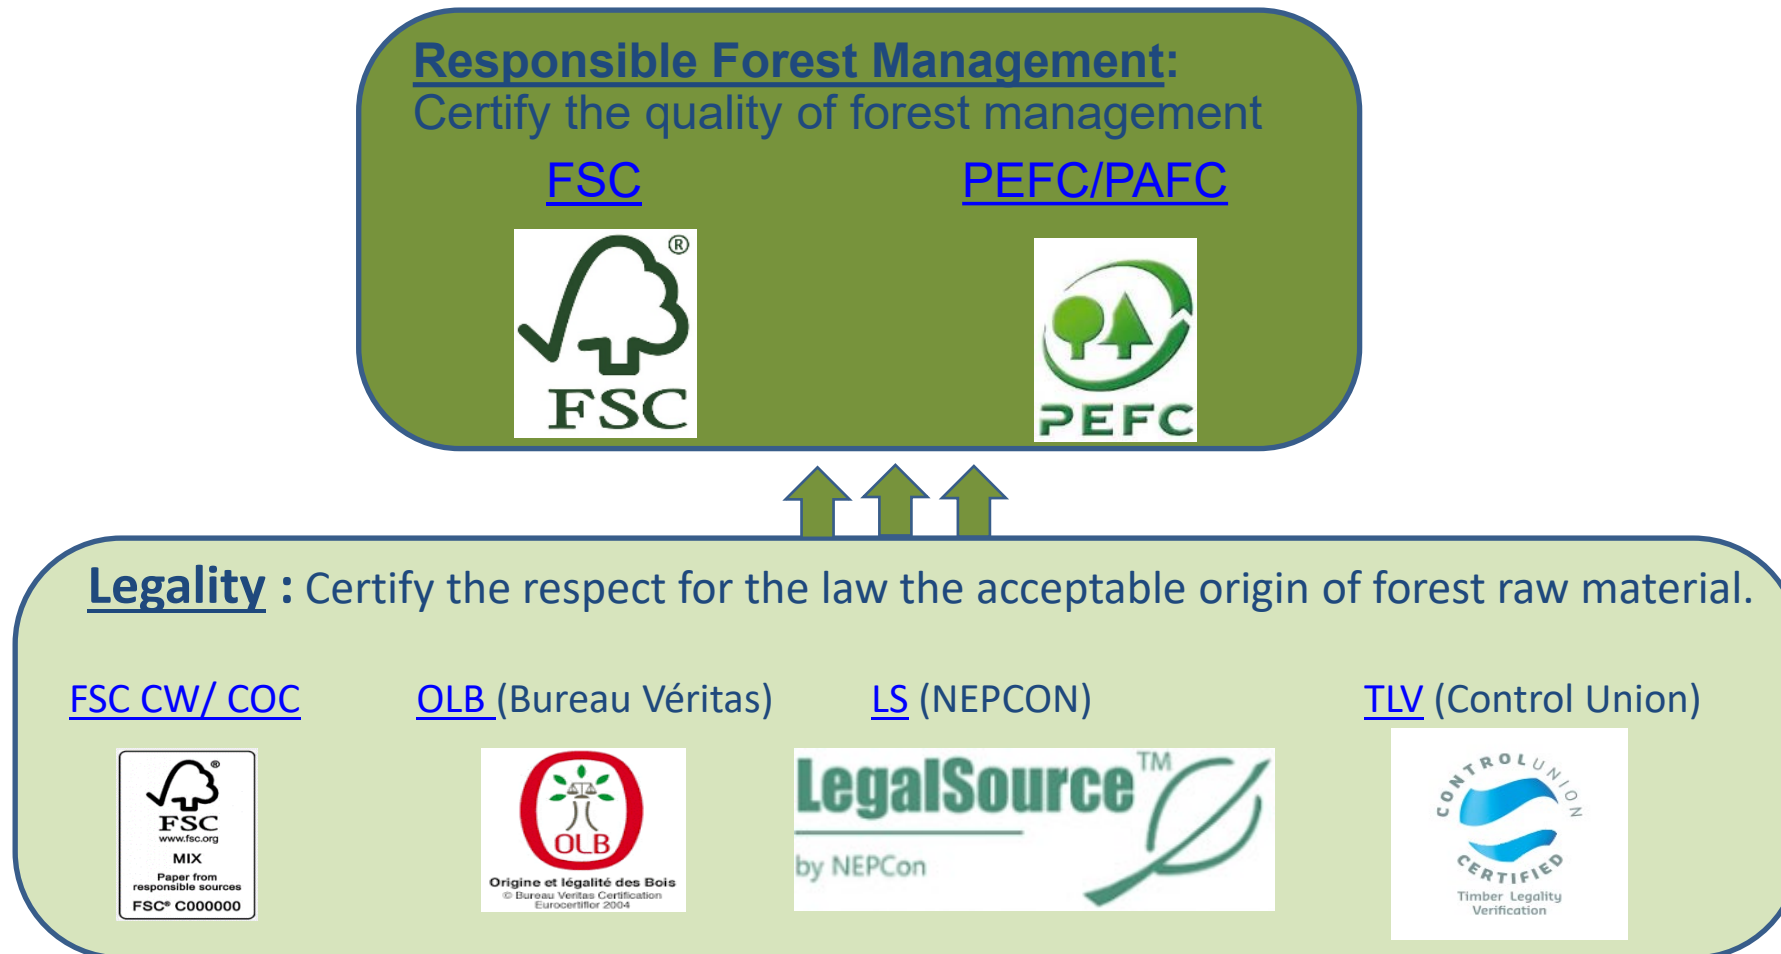 Responsible Forest Management:
Certify the quality of forest management
FSC
PEFC/PAFC
®
FSC
PEFC
Legality : Certify the respect for the law the acceptable origin of forest raw material.
FSC CW/ COC
OLB (Bureau Véritas)
LS (NEPCON)
TLV (Control Union)
®
FSC
www.fsc.org
MIX
Paper from
responsible sources
FSC® C000000
OLB
Origine et légalité des Bois
© Bureau Veritas Certification
Eurocertifor 2004
LegalSource™
by NEPCon
CONTROLUNION
CERTIFIED
Timber Legality
Verification